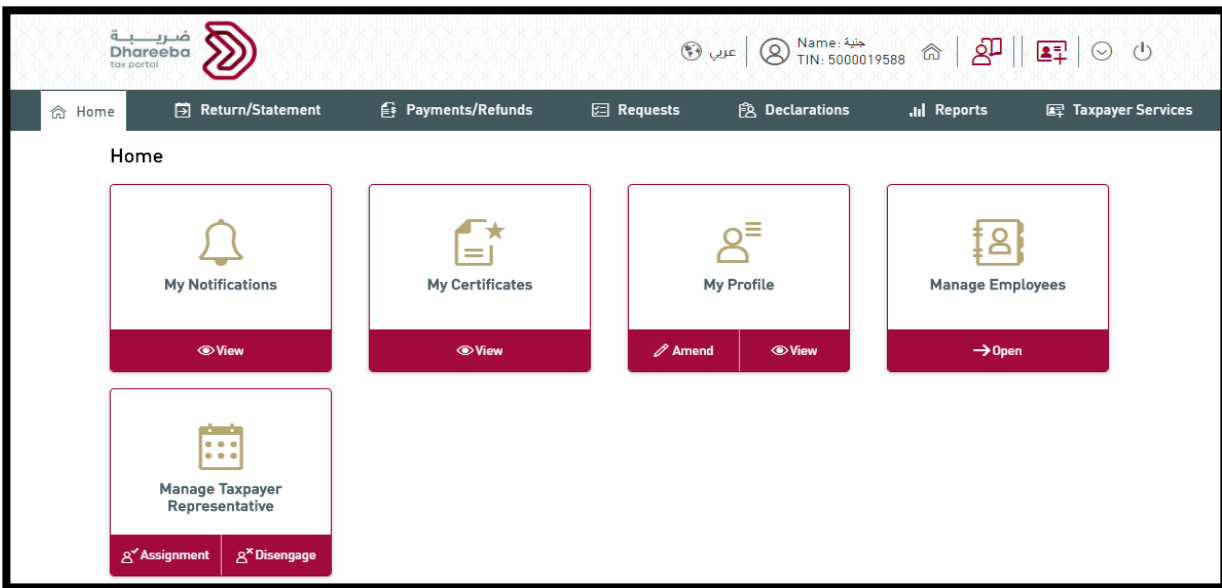 ضريبة
Dhareeba
tax portal
عربي
Name: جنية
TIN: 5000019588
Home
Return/Statement
Payments/Refunds
Requests
Declarations
Reports
Taxpayer Services
Home
My Notifications
View
My Certificates
View
My Profile
Amend
View
Manage Employees
Open
Manage Taxpayer
Representative
Assignment
Disengage